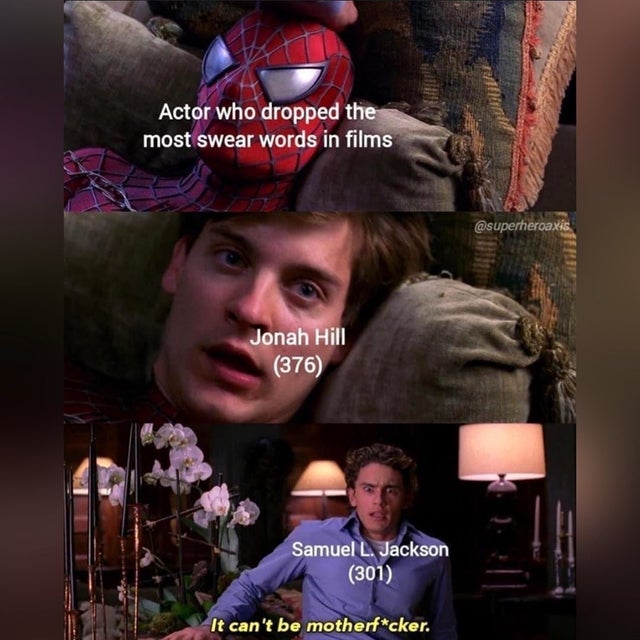 Actor who dropped the
most swear words in films
@superheroaxis
Jonah Hill
(376)
Samuel L. Jackson
(301)
It can't be motherf*cker.